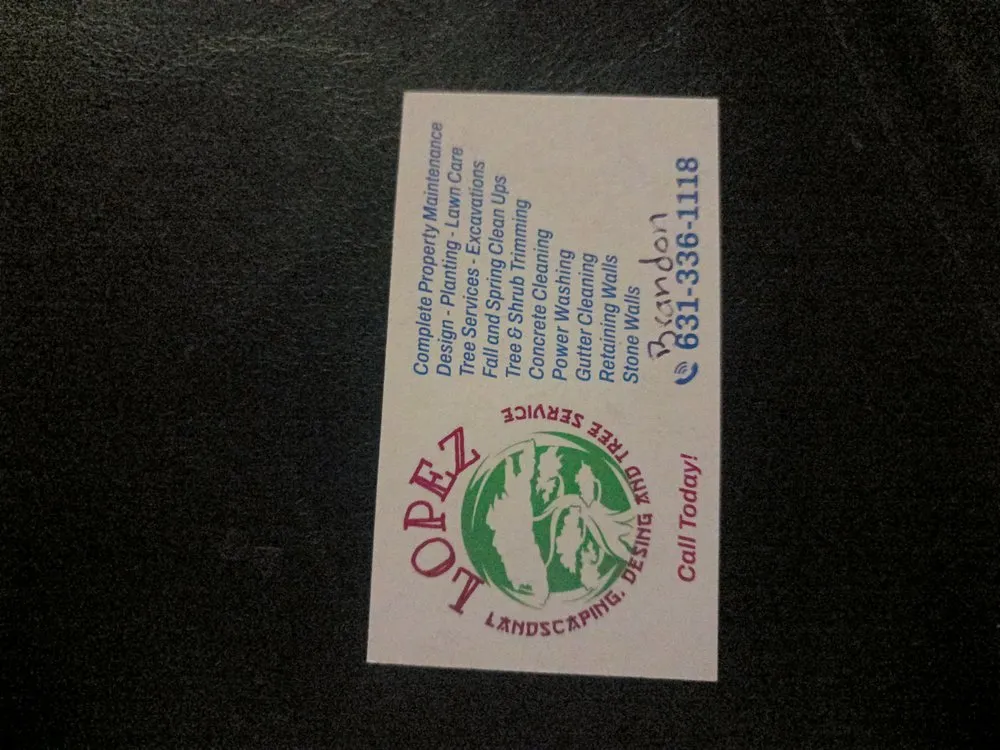 LOPEZ
LANDSCAPING, DESING AND TREE SERVICE
Call Today!
Complete Property Maintenance
Design - Planting - Lawn Care
Tree Services - Excavations
Fall and Spring Clean Ups
Tree & Shrub Trimming
Concrete Cleaning
Power Washing
Gutter Cleaning
Retaining Walls
Stone Walls
Brandon
631-336-1118